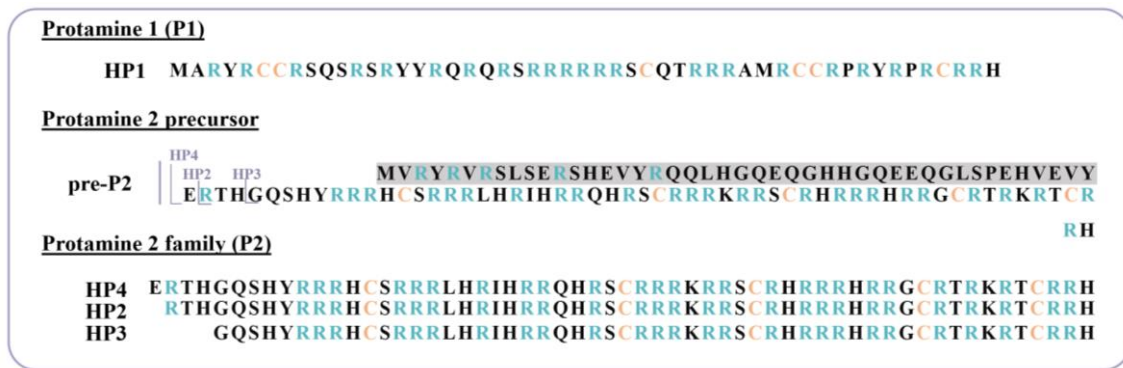 Protamine 1 (P1)
HP1 MARYRCCRSQSRSRYYRQRQRSRRRRRRSCQTRRRAMRCCRPRYRPRCRRH
Protamine 2 precursor
HP4
HP2 HP3
MVRYRVRSLSERSHEVYRQQLHGQEQGHHGQEEQGLSPEHVEVY
pre-P2 ERTHGQSHYRRRHCSRRRLHRIHRRQHRSCRRRKRRSCRHRRRHRRGCRTRKRTCR
RH
Protamine 2 family (P2)
HP4 ERTHGQSHYRRRHCSRRRLHRIHRRQHRSCRRRKRRSCRHRRRHRRGCRTRKRTCRRH
HP2 RTHGQSHYRRRHCSRRRLHRIHRRQHRSCRRRKRRSCRHRRRHRRGCRTRKRTCRRH
HP3 GQSHYRRRHCSRRRLHRIHRRQHRSCRRRKRRSCRHRRRHRRGCRTRKRTCRRH